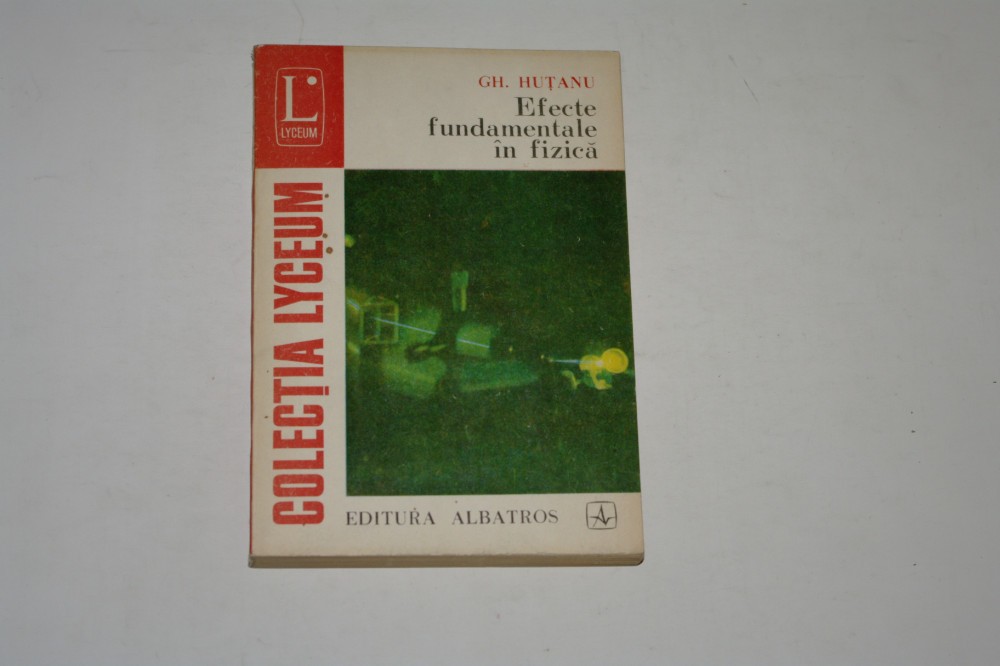 L
LYCEUM
GH. HUȚANU
Efecte
fundamentale
în fizică
COLECȚIA LYCEUM
EDITURA ALBATROS